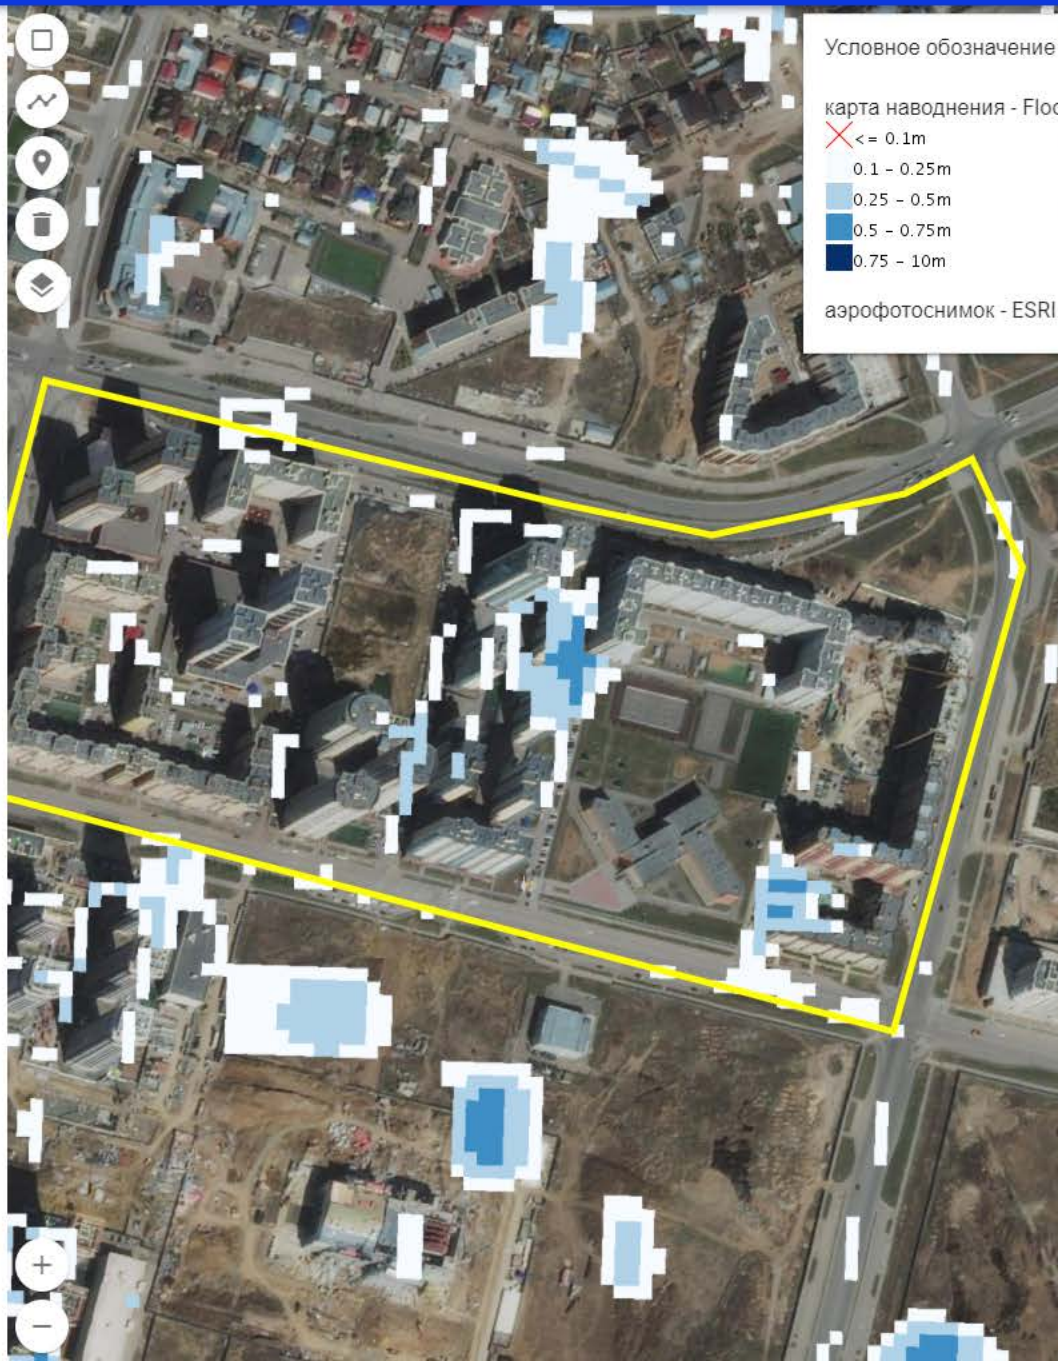 Условное обозначение
карта наводнения - Floo
<= 0.1m
0.1 – 0.25m
0.25 – 0.5m
0.5 – 0.75m
0.75 – 10m
аэрофотоснимок - ESRI